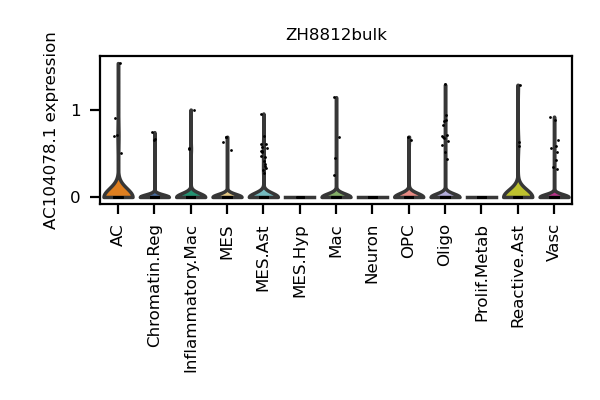 ZH8812bulk
AC104078.1 expression
1
0
AC
Chromatin.Reg
Inflammatory.Mac
MES
MES.Ast
MES.Hyp
Mac
Neuron
OPC
Oligo
Prolif.Metab
Reactive.Ast
Vasc